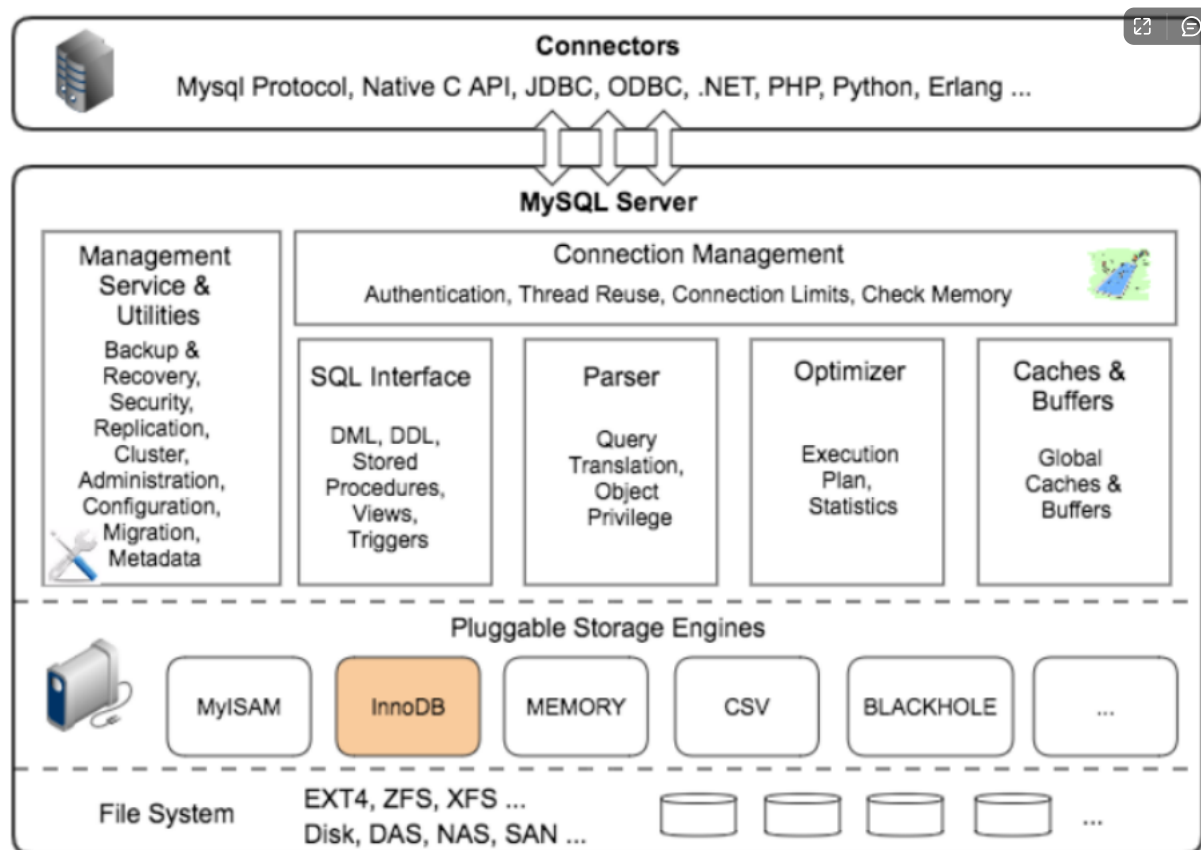 Connectors
Mysql Protocol, Native C API, JDBC, ODBC, .NET, PHP, Python, Erlang ...
MySQL Server
Management
Service &
Utilities
Backup &
Recovery,
Security,
Replication,
Cluster,
Administration,
Configuration,
Migration,
Metadata
Connection Management
Authentication, Thread Reuse, Connection Limits, Check Memory
SQL Interface
DML, DDL,
Stored
Procedures,
Views,
Triggers
Parser
Query
Translation,
Object
Privilege
Optimizer
Execution
Plan,
Statistics
Caches &
Buffers
Global
Caches &
Buffers
Pluggable Storage Engines
MyISAM
InnoDB
MEMORY
CSV
BLACKHOLE
...
File System
EXT4, ZFS, XFS ...
Disk, DAS, NAS, SAN ...
...